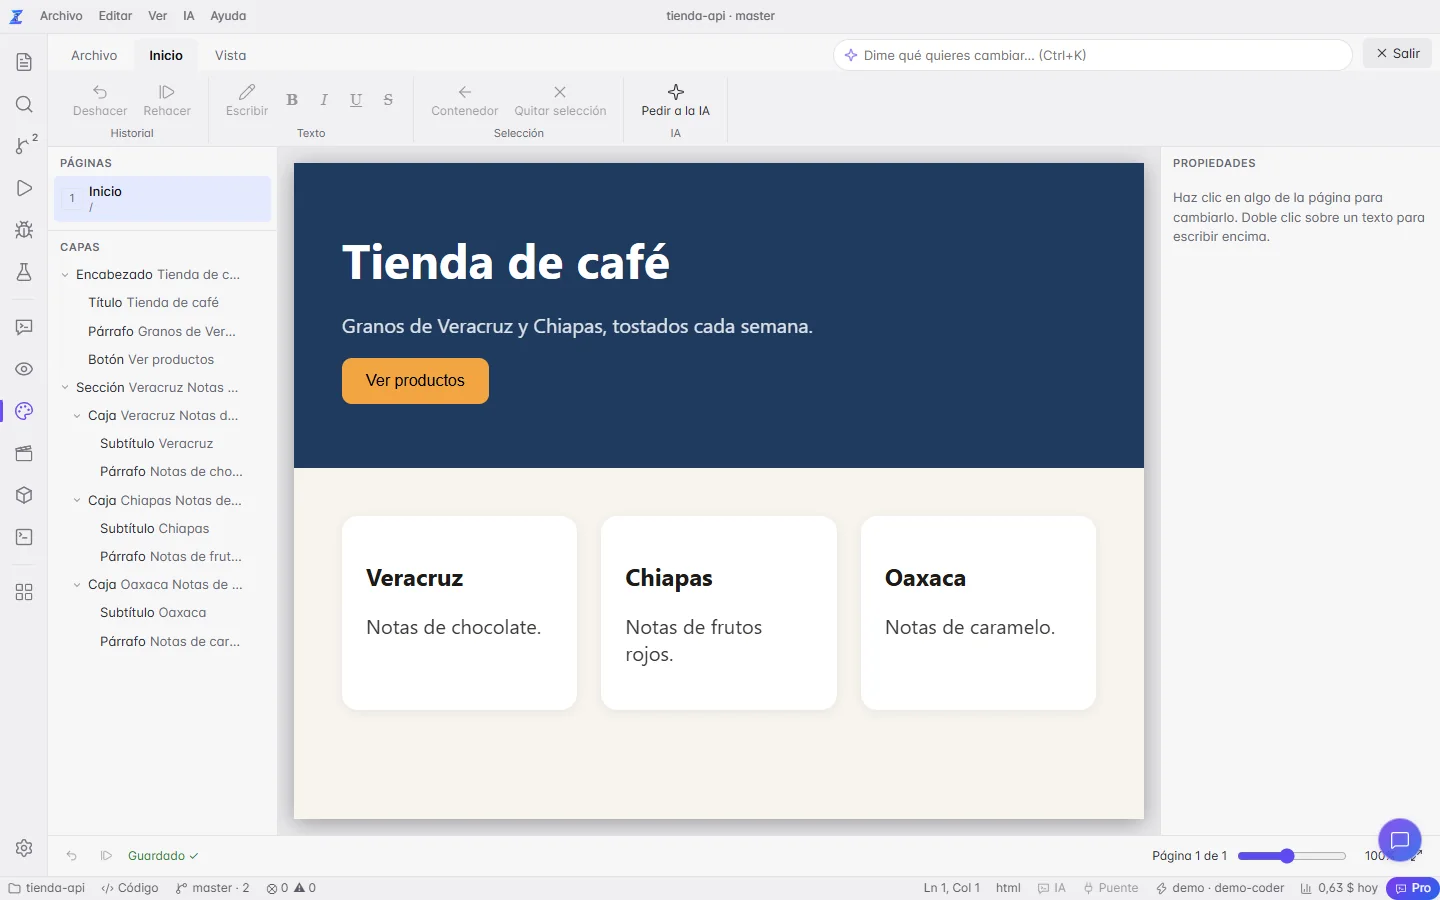 Archivo Editar Ver IA Ayuda
tienda-api · master
Archivo Inicio Vista
Dime qué quieres cambiar... (Ctrl+K)
Salir
Deshacer Rehacer
Historial
Escribir B I U S
Texto
Contenedor Quitar selección
Selección
Pedir a la IA
IA
2
PÁGINAS
1 Inicio
/
CAPAS
Encabezado Tienda de c...
Título Tienda de café
Párrafo Granos de Ver...
Botón Ver productos
Sección Veracruz Notas ...
Caja Veracruz Notas d...
Subtítulo Veracruz
Párrafo Notas de cho...
Caja Chiapas Notas de...
Subtítulo Chiapas
Párrafo Notas de frut...
Caja Oaxaca Notas de ...
Subtítulo Oaxaca
Párrafo Notas de car...
Tienda de café
Granos de Veracruz y Chiapas, tostados cada semana.
Ver productos
Veracruz
Notas de chocolate.
Chiapas
Notas de frutos
rojos.
Oaxaca
Notas de caramelo.
PROPIEDADES
Haz clic en algo de la página para
cambiarlo. Doble clic sobre un texto para
escribir encima.
Guardado
Página 1 de 1
tienda-api Código master · 2 0 0
Ln 1, Col 1 html IA Puente demo · demo-coder 0,63 $ hoy Pro